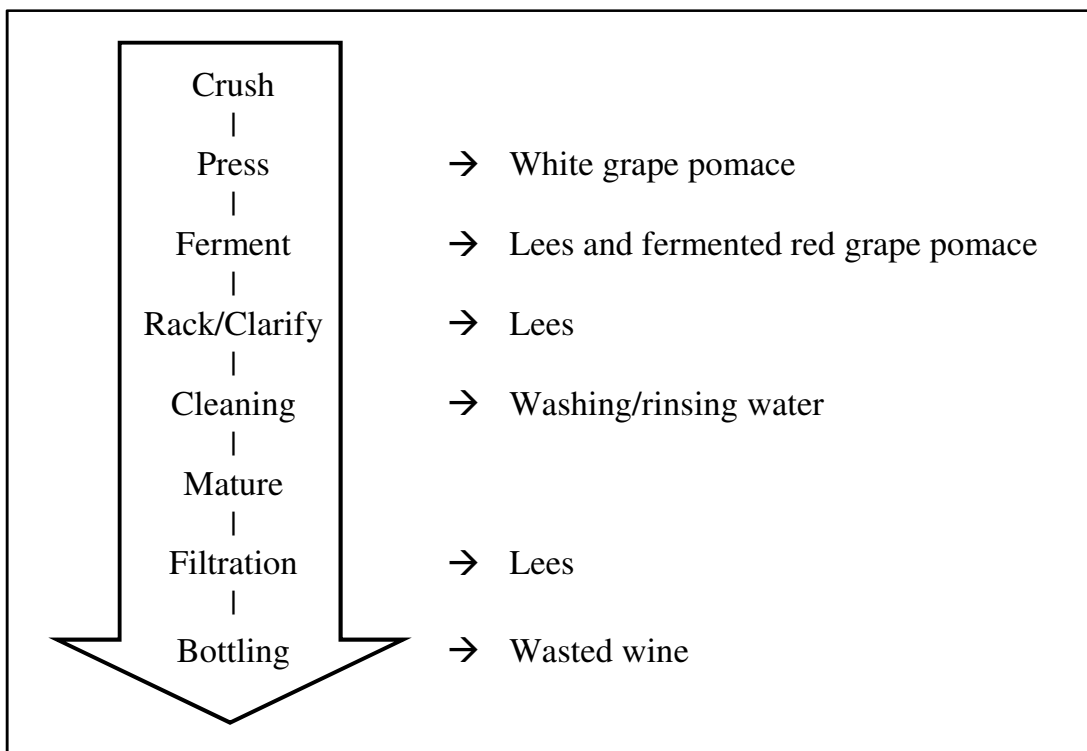 Crush
|
Press → White grape pomace
|
Ferment → Lees and fermented red grape pomace
|
Rack/Clarify → Lees
|
Cleaning → Washing/rinsing water
|
Mature
|
Filtration → Lees
|
Bottling → Wasted wine